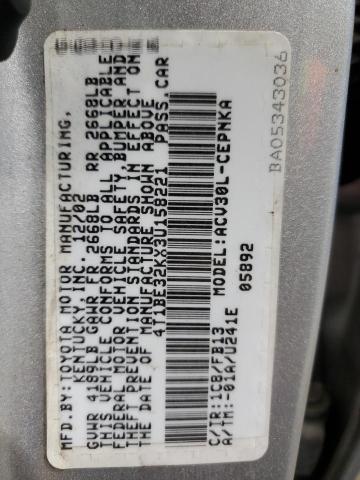 MFD.BY:TOYOTA MOTOR MANUFACTURING,
KENTUCKY, INC. 12/02
GVWR 4189LB GAWR FR 2668LB RR 2668LB
THIS VEHICLE CONFORMS TO ALL APPLICABLE
FEDERAL MOTOR VEHICLE SAFETY,BUMPER AND
THEFT PREVENTION STANDARDS IN EFFECT ON
THE DATE OF MANUFACTURE SHOWN ABOVE
4T1BE32KX3U158221 PASS.CAR
MODEL:ACV30L-CEPNKA
05892
C/TR:1E8/FB13
A/TM:-01A/U241E
BA05343036